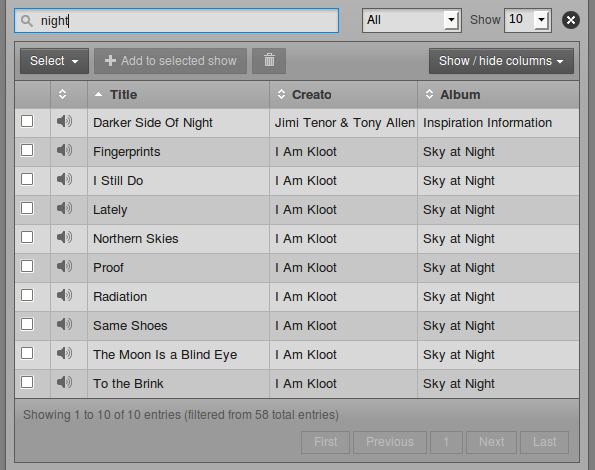 night All Show 10
Select Add to selected show Show / hide columns
Title Creato Album
Darker Side Of Night Jimi Tenor & Tony Allen Inspiration Information
Fingerprints I Am Kloot Sky at Night
I Still Do I Am Kloot Sky at Night
Lately I Am Kloot Sky at Night
Northern Skies I Am Kloot Sky at Night
Proof I Am Kloot Sky at Night
Radiation I Am Kloot Sky at Night
Same Shoes I Am Kloot Sky at Night
The Moon Is a Blind Eye I Am Kloot Sky at Night
To the Brink I Am Kloot Sky at Night
Showing 1 to 10 of 10 entries (filtered from 58 total entries)
First Previous 1 Next Last